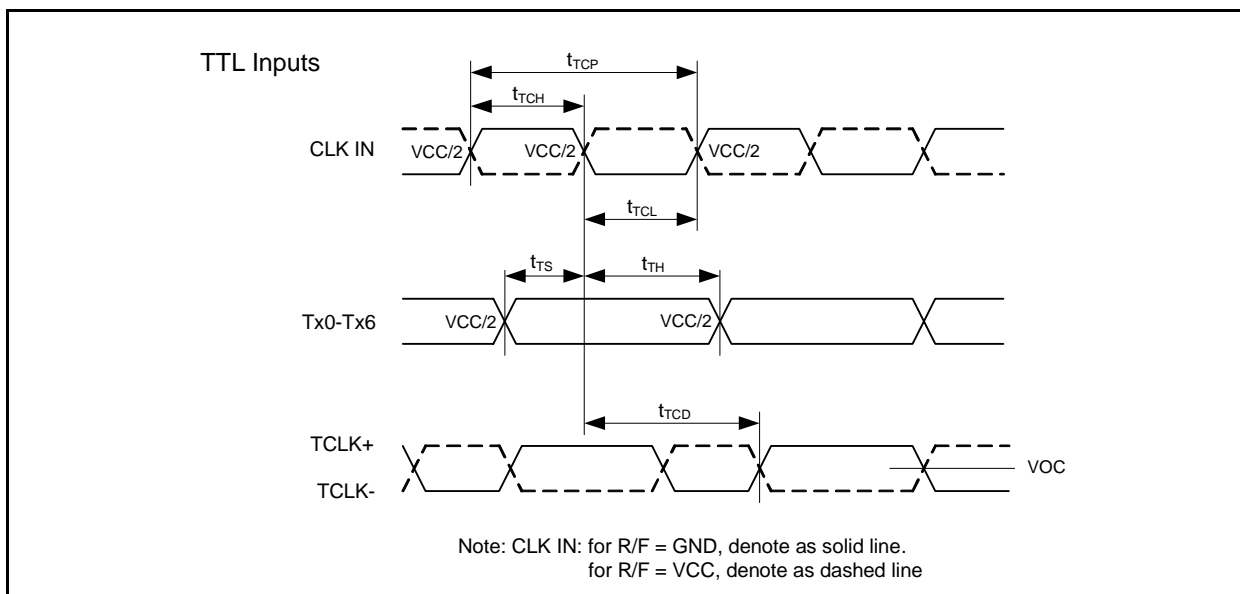 TTL Inputs
tTCP
tTCH
CLK IN
VCC/2
VCC/2
VCC/2
tTCL
tTS
tTH
Tx0-Tx6
VCC/2
VCC/2
tTCD
TCLK+
VOC
TCLK-
Note: CLK IN: for R/F = GND, denote as solid line.
for R/F = VCC, denote as dashed line